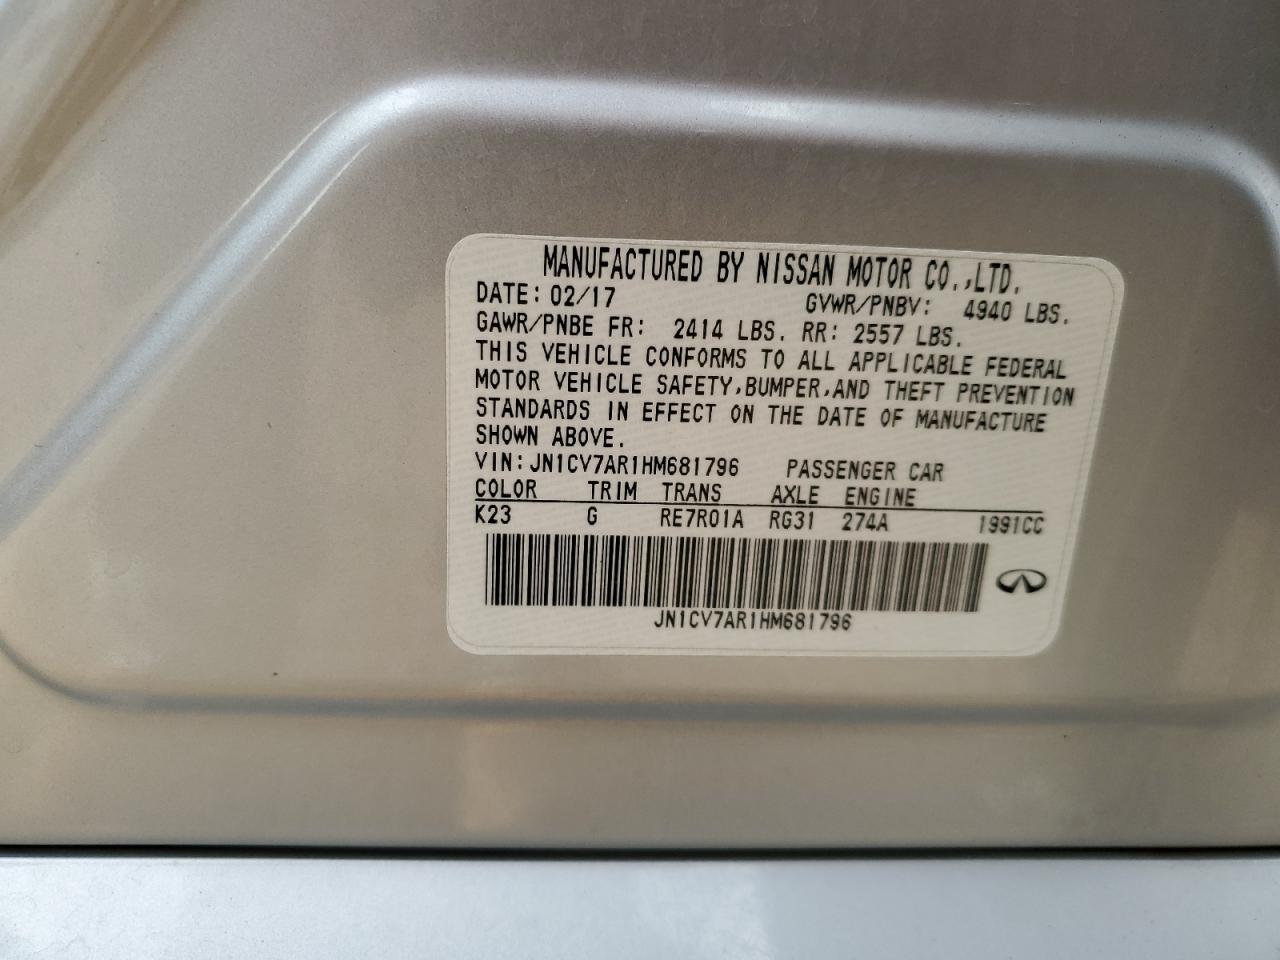 MANUFACTURED BY NISSAN MOTOR CO.,LTD.
DATE: 02/17 GVWR/PNBV: 4940 LBS.
GAWR/PNBE FR: 2414 LBS. RR: 2557 LBS.
THIS VEHICLE CONFORMS TO ALL APPLICABLE FEDERAL
MOTOR VEHICLE SAFETY,BUMPER,AND THEFT PREVENTION
STANDARDS IN EFFECT ON THE DATE OF MANUFACTURE
SHOWN ABOVE.
VIN:JN1CV7AR1HM681796 PASSENGER CAR
COLOR TRIM TRANS AXLE ENGINE
K23 G RE7R01A RG31 274A 1991CC
JN1CV7AR1HM681796